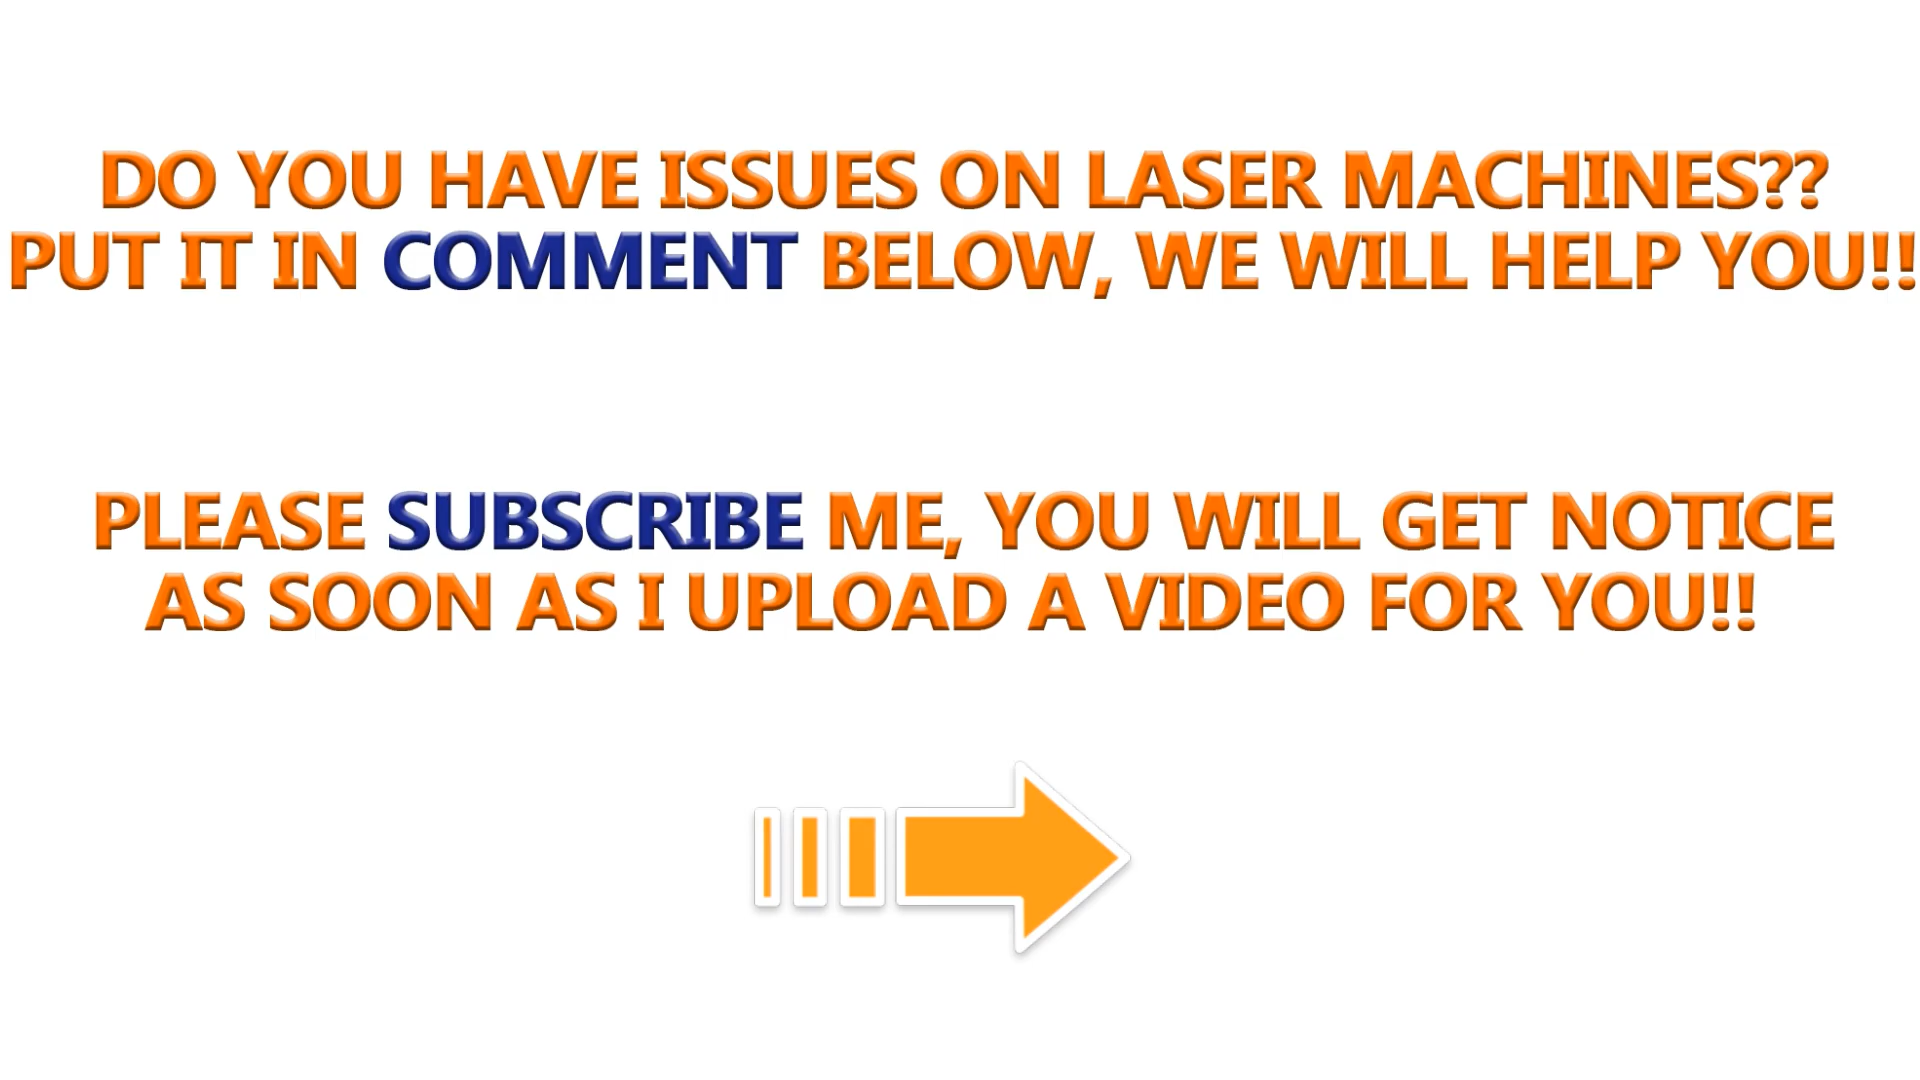 DO YOU HAVE ISSUES ON LASER MACHINES??
PUT IT IN COMMENT BELOW, WE WILL HELP YOU!!
PLEASE SUBSCRIBE ME, YOU WILL GET NOTICE
AS SOON AS I UPLOAD A VIDEO FOR YOU!!